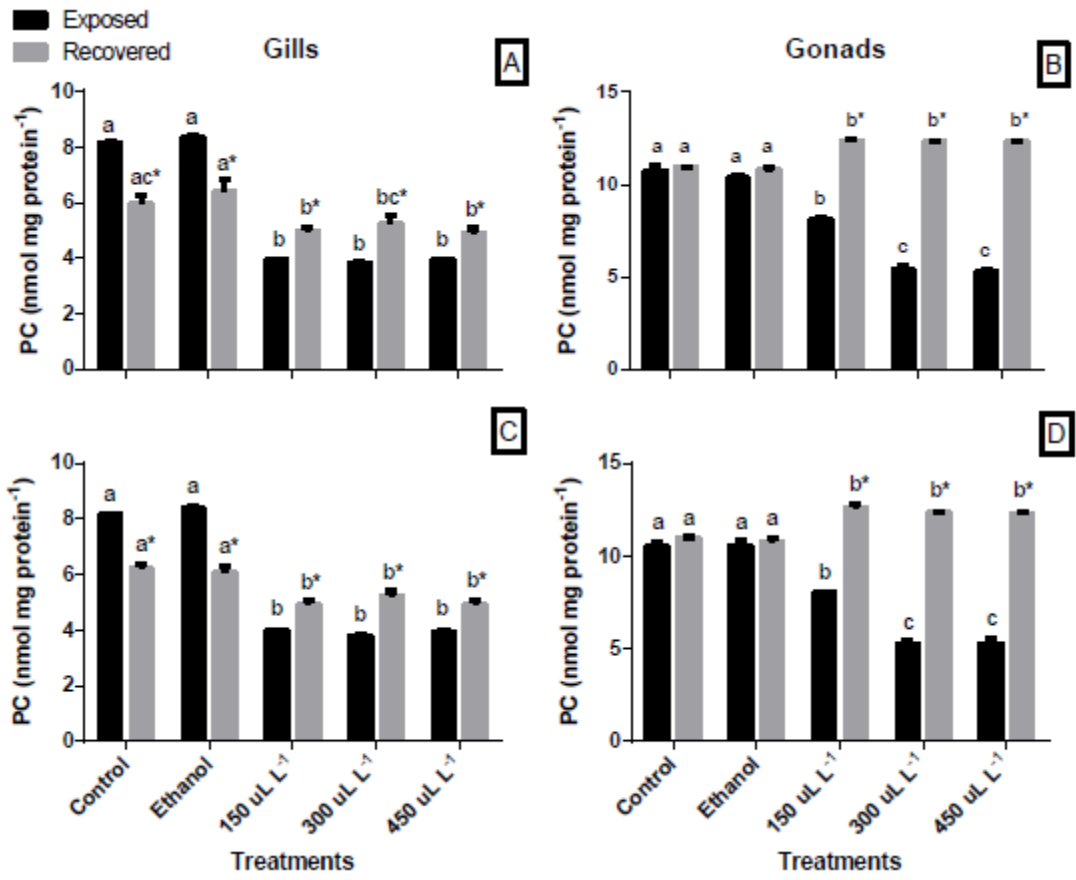 Exposed
Recovered
Gills
Gonads
A
PC (nmol mg protein⁻¹)
10
8
6
4
2
0
a
ac*
a
a*
b
b*
b
bc*
b
b*
B
PC (nmol mg protein⁻¹)
15
10
5
0
a
a
a
a
b
b*
c
b*
c
b*
C
PC (nmol mg protein⁻¹)
10
8
6
4
2
0
a
a*
a
a*
b
b*
b
b*
b
b*
Control
Ethanol
150 uL L⁻¹
300 uL L⁻¹
450 uL L⁻¹
Treatments
D
PC (nmol mg protein⁻¹)
15
10
5
0
a
a
a
a
b
b*
c
b*
c
b*
Control
Ethanol
150 uL L⁻¹
300 uL L⁻¹
450 uL L⁻¹
Treatments